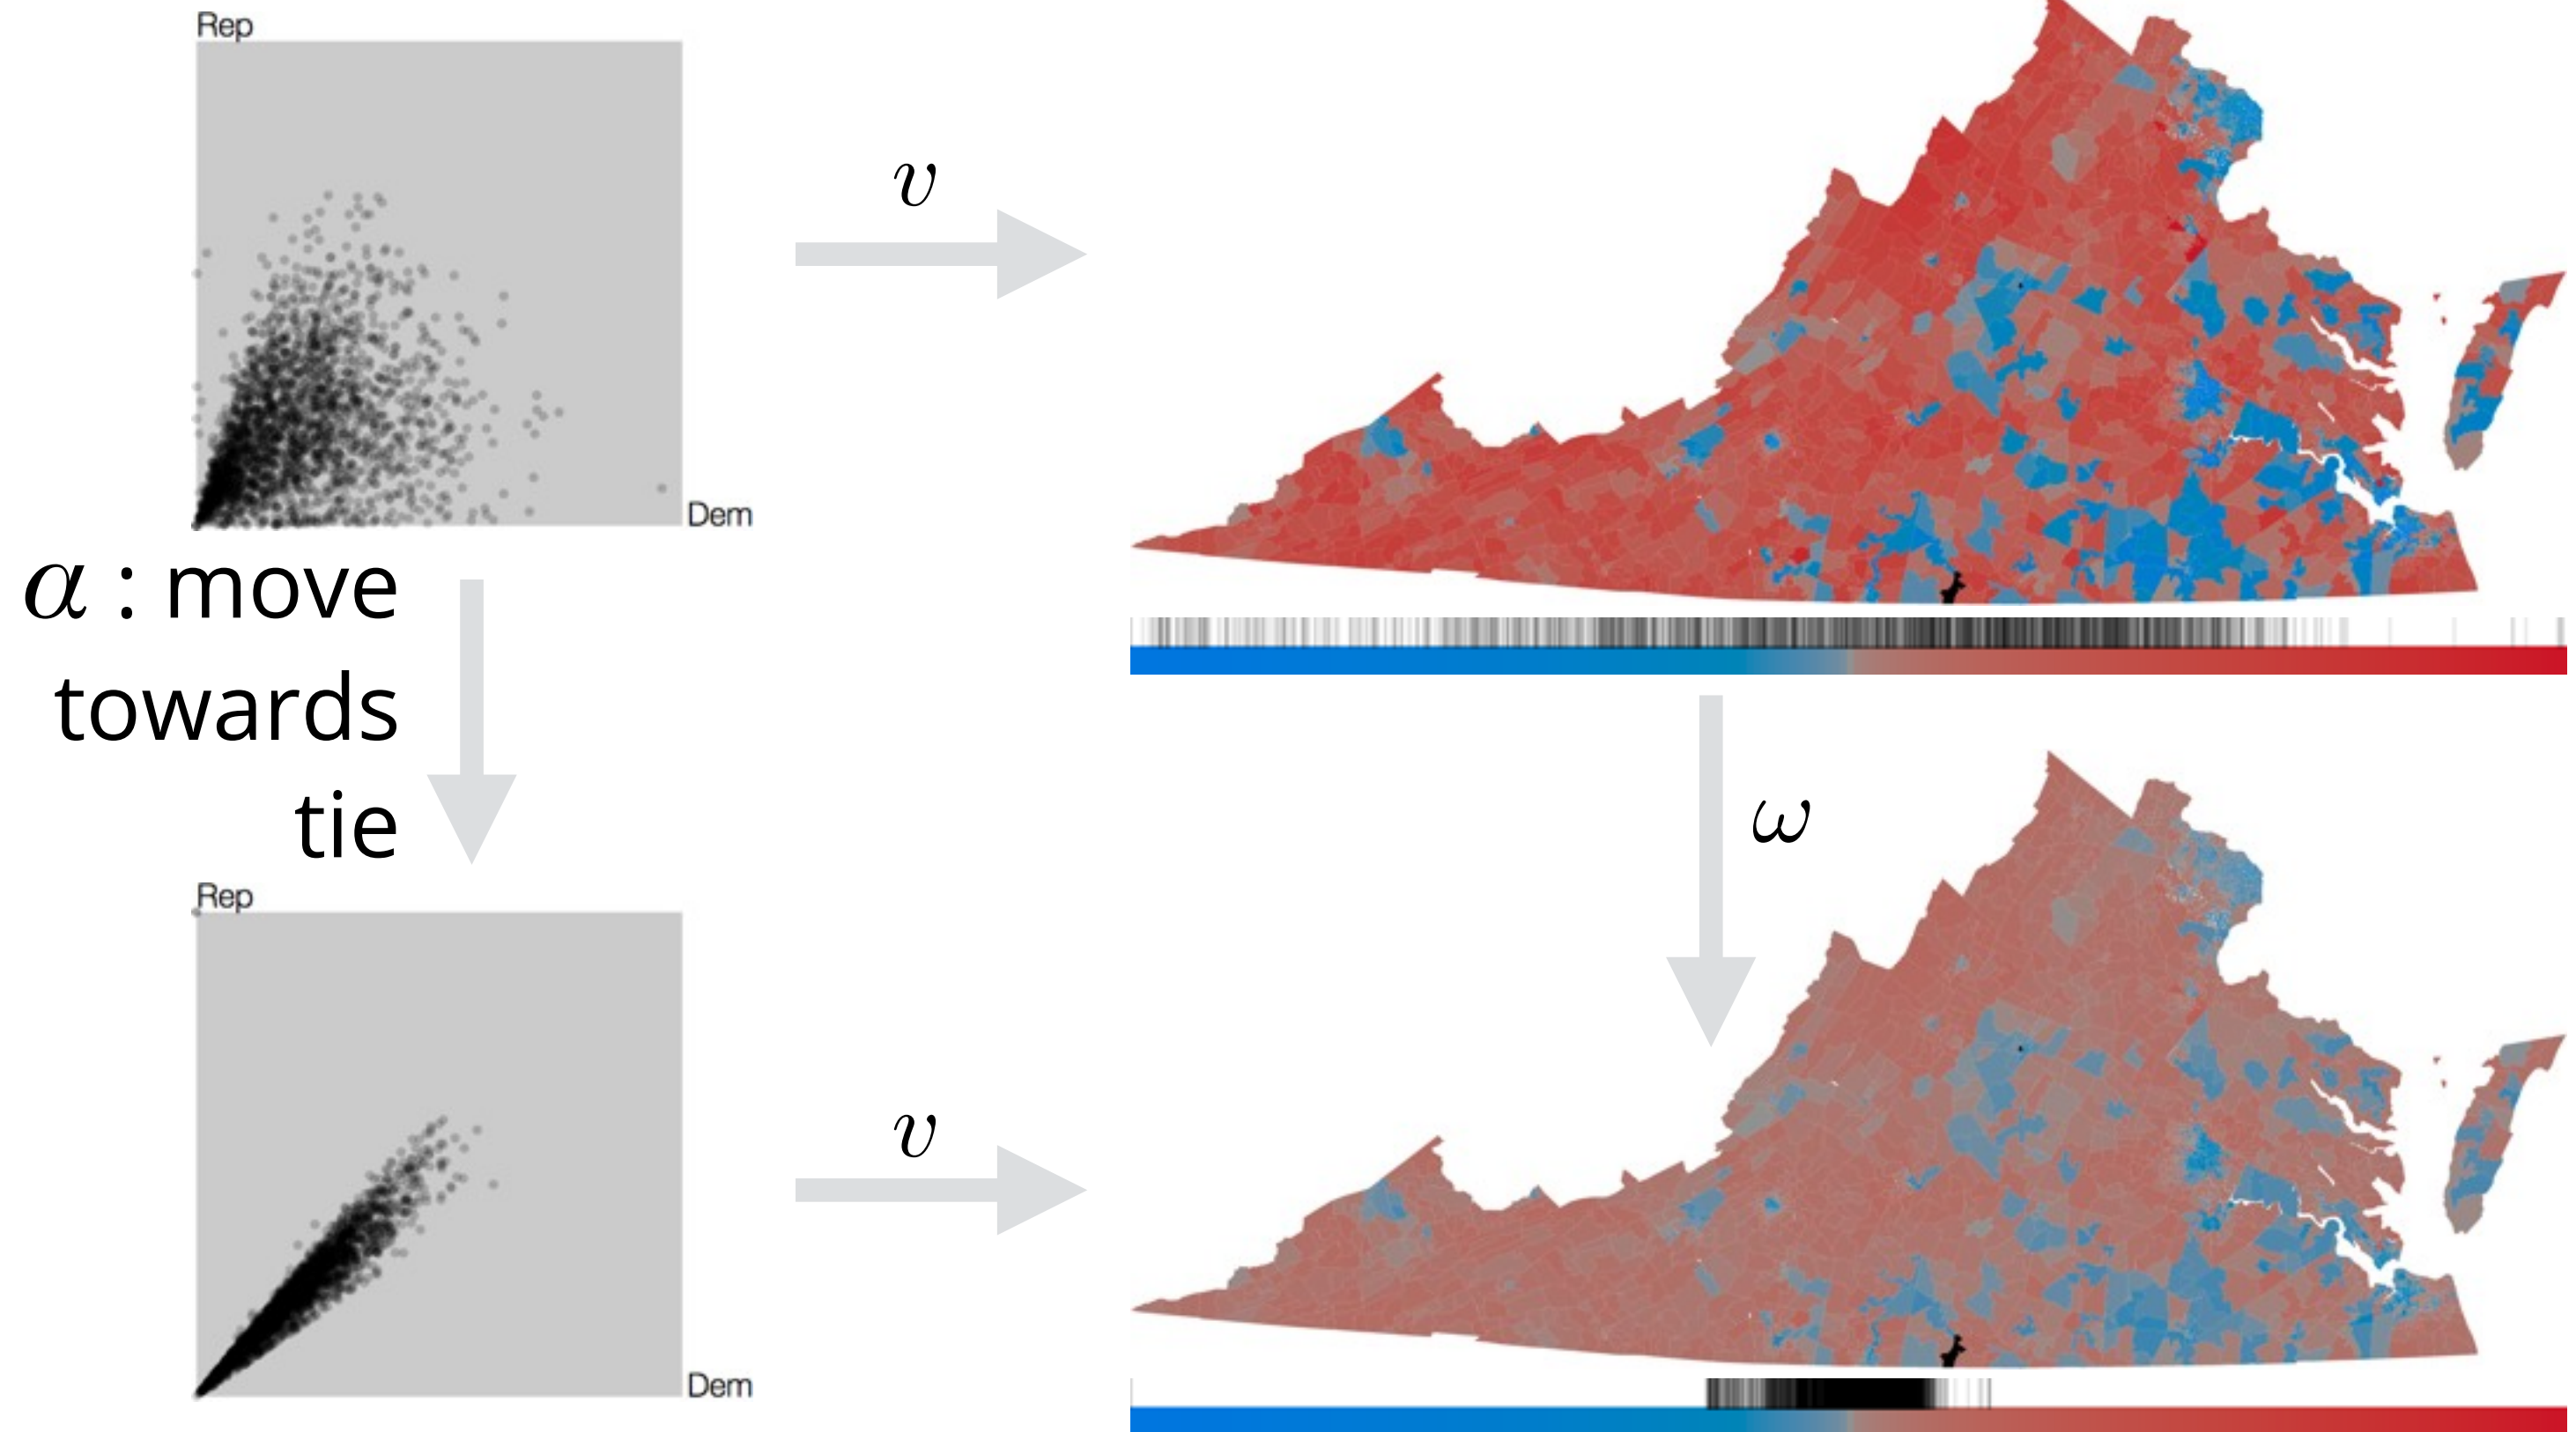 Rep
v
Dem
α : move
towards
tie
ω
Rep
v
Dem